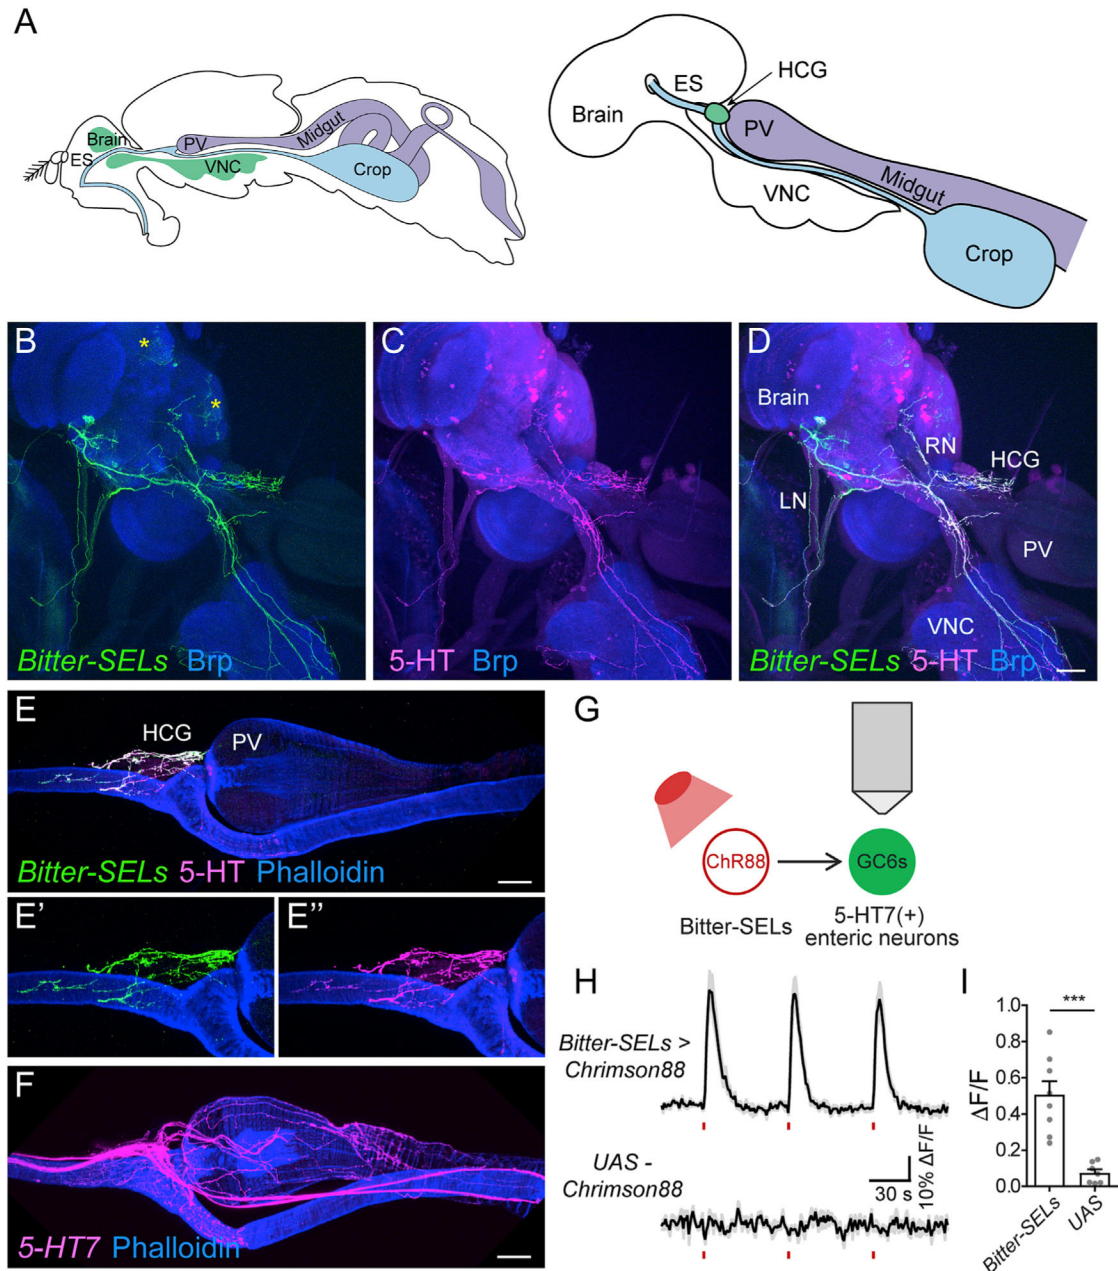 A
Brain
ES
PV
Midgut
VNC
Crop
Brain
ES
HCG
PV
Midgut
VNC
Crop
B
*
*
Bitter-SELs Brp
C
5-HT Brp
D
Brain
RN
HCG
LN
PV
VNC
Bitter-SELs 5-HT Brp
E
HCG
PV
Bitter-SELs 5-HT Phalloidin
E'
E"
F
5-HT7 Phalloidin
G
ChR88
GC6s
Bitter-SELs
5-HT7(+)
enteric neurons
H
Bitter-SELs >
Chrimson88
UAS -
Chrimson88
30 s
10% ΔF/F
I
***
ΔF/F
1.0
0.8
0.6
0.4
0.2
0.0
Bitter-SELs
UAS